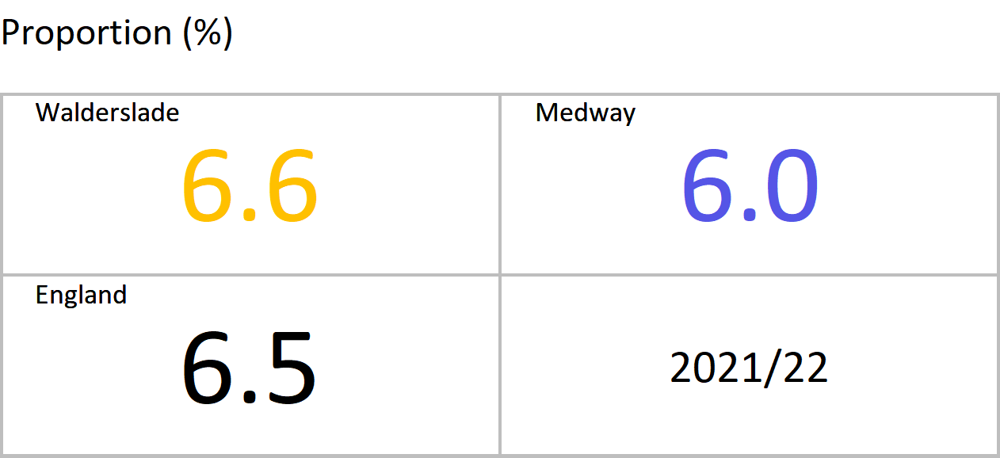 Proportion (%)
Walderslade
6.6
Medway
6.0
England
6.5
2021/22